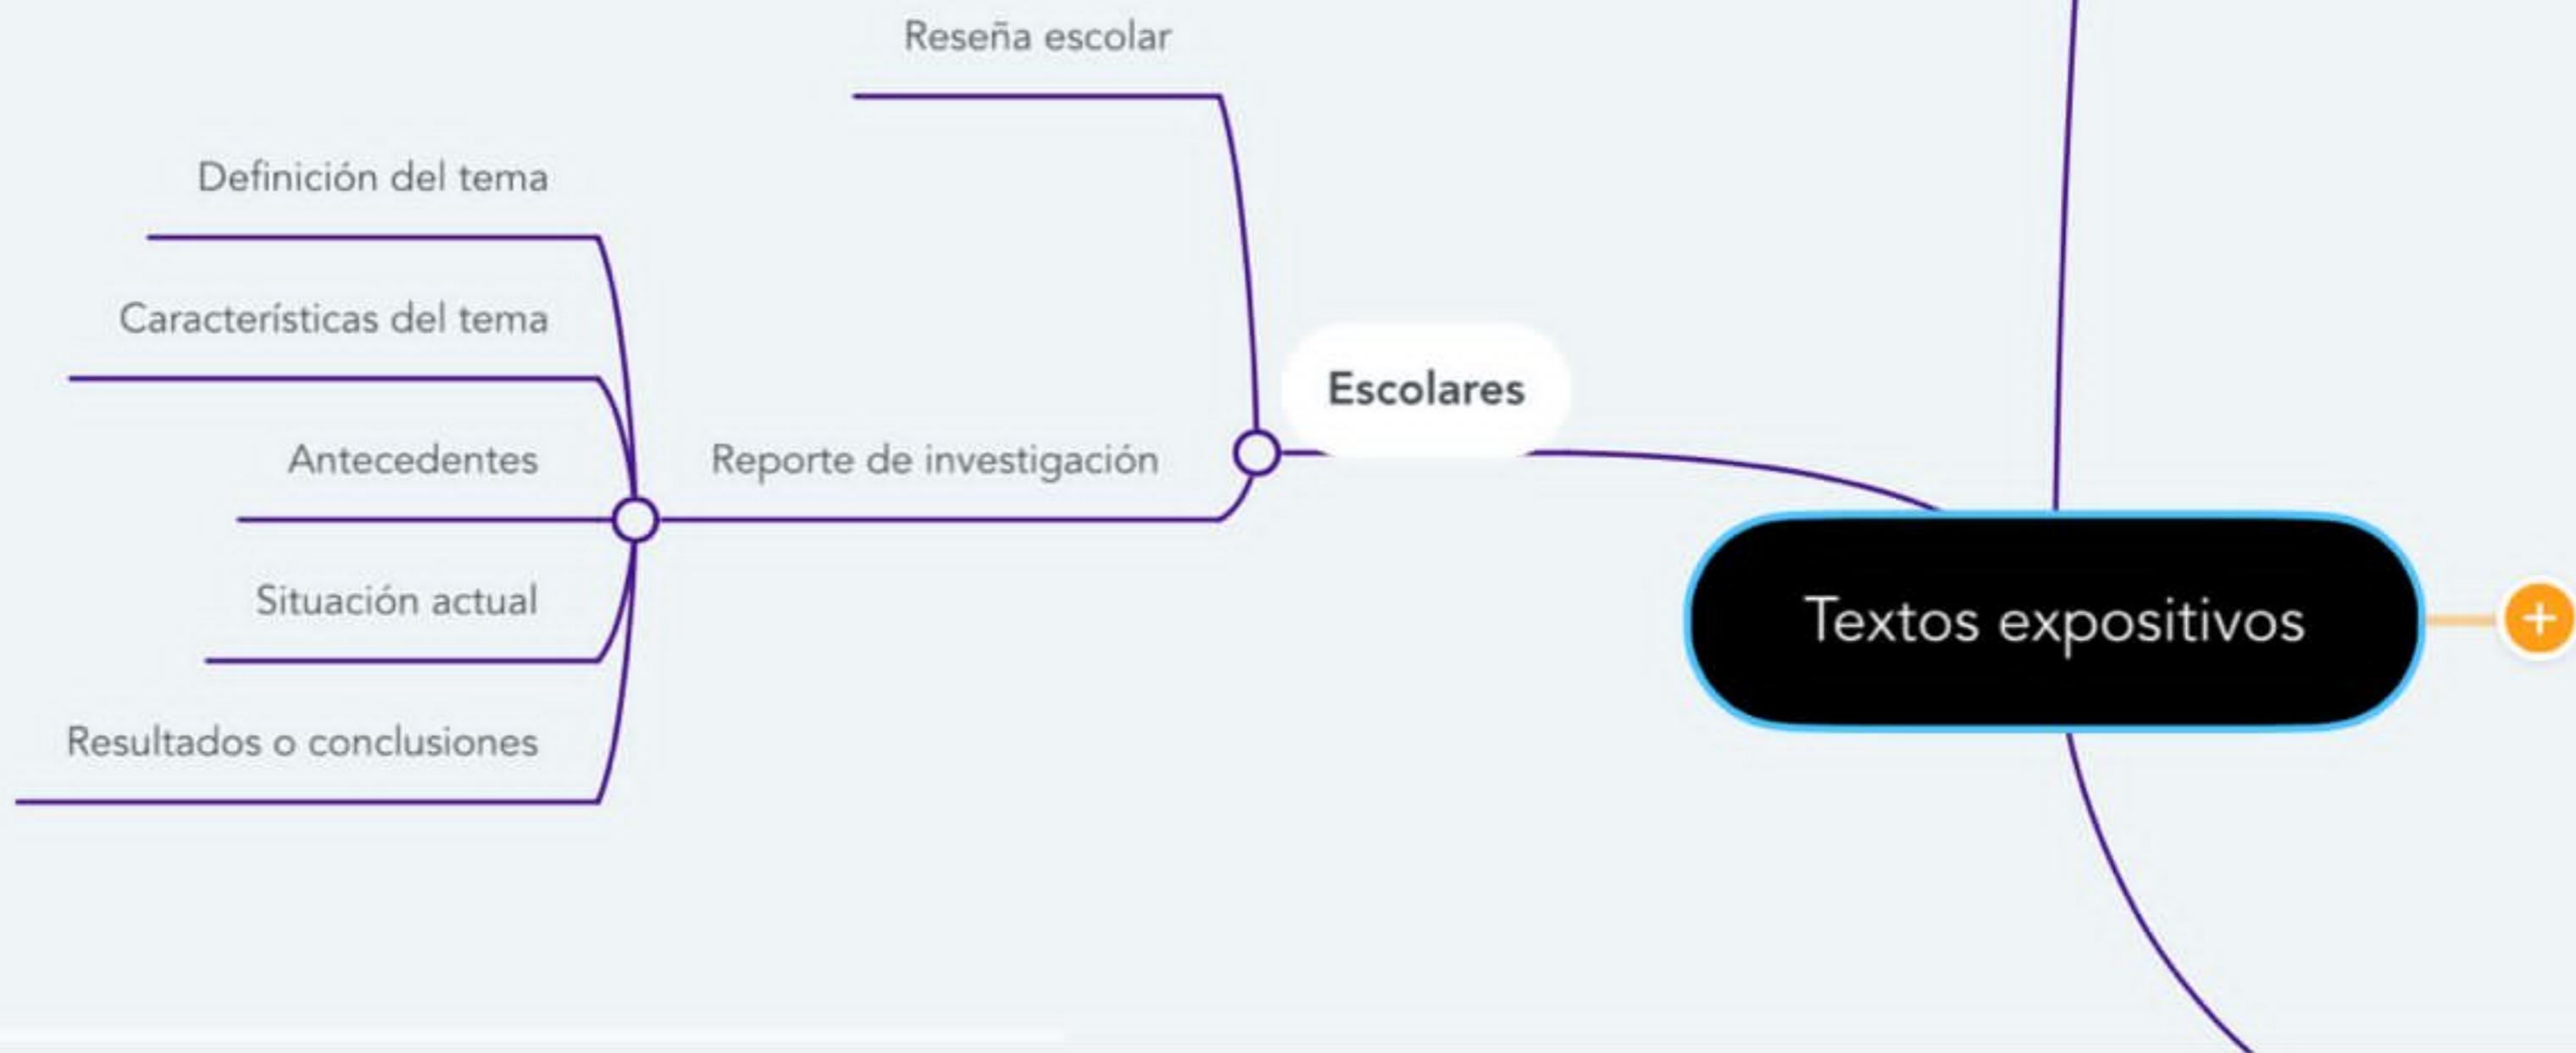 Reseña escolar
Definición del tema
Características del tema
Antecedentes
Situación actual
Resultados o conclusiones
Reporte de investigación
Escolares
Textos expositivos